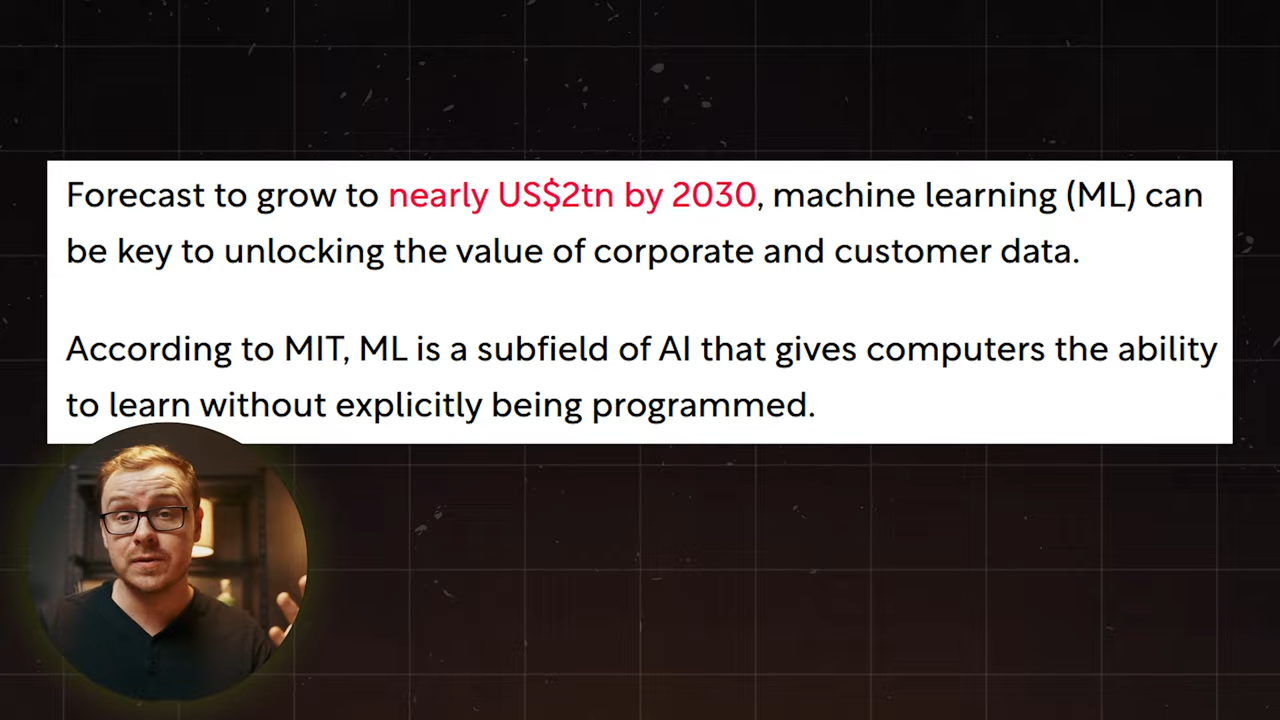 Forecast to grow to nearly US$2tn by 2030, machine learning (ML) can
be key to unlocking the value of corporate and customer data.
According to MIT, ML is a subfield of AI that gives computers the ability
to learn without explicitly being programmed.